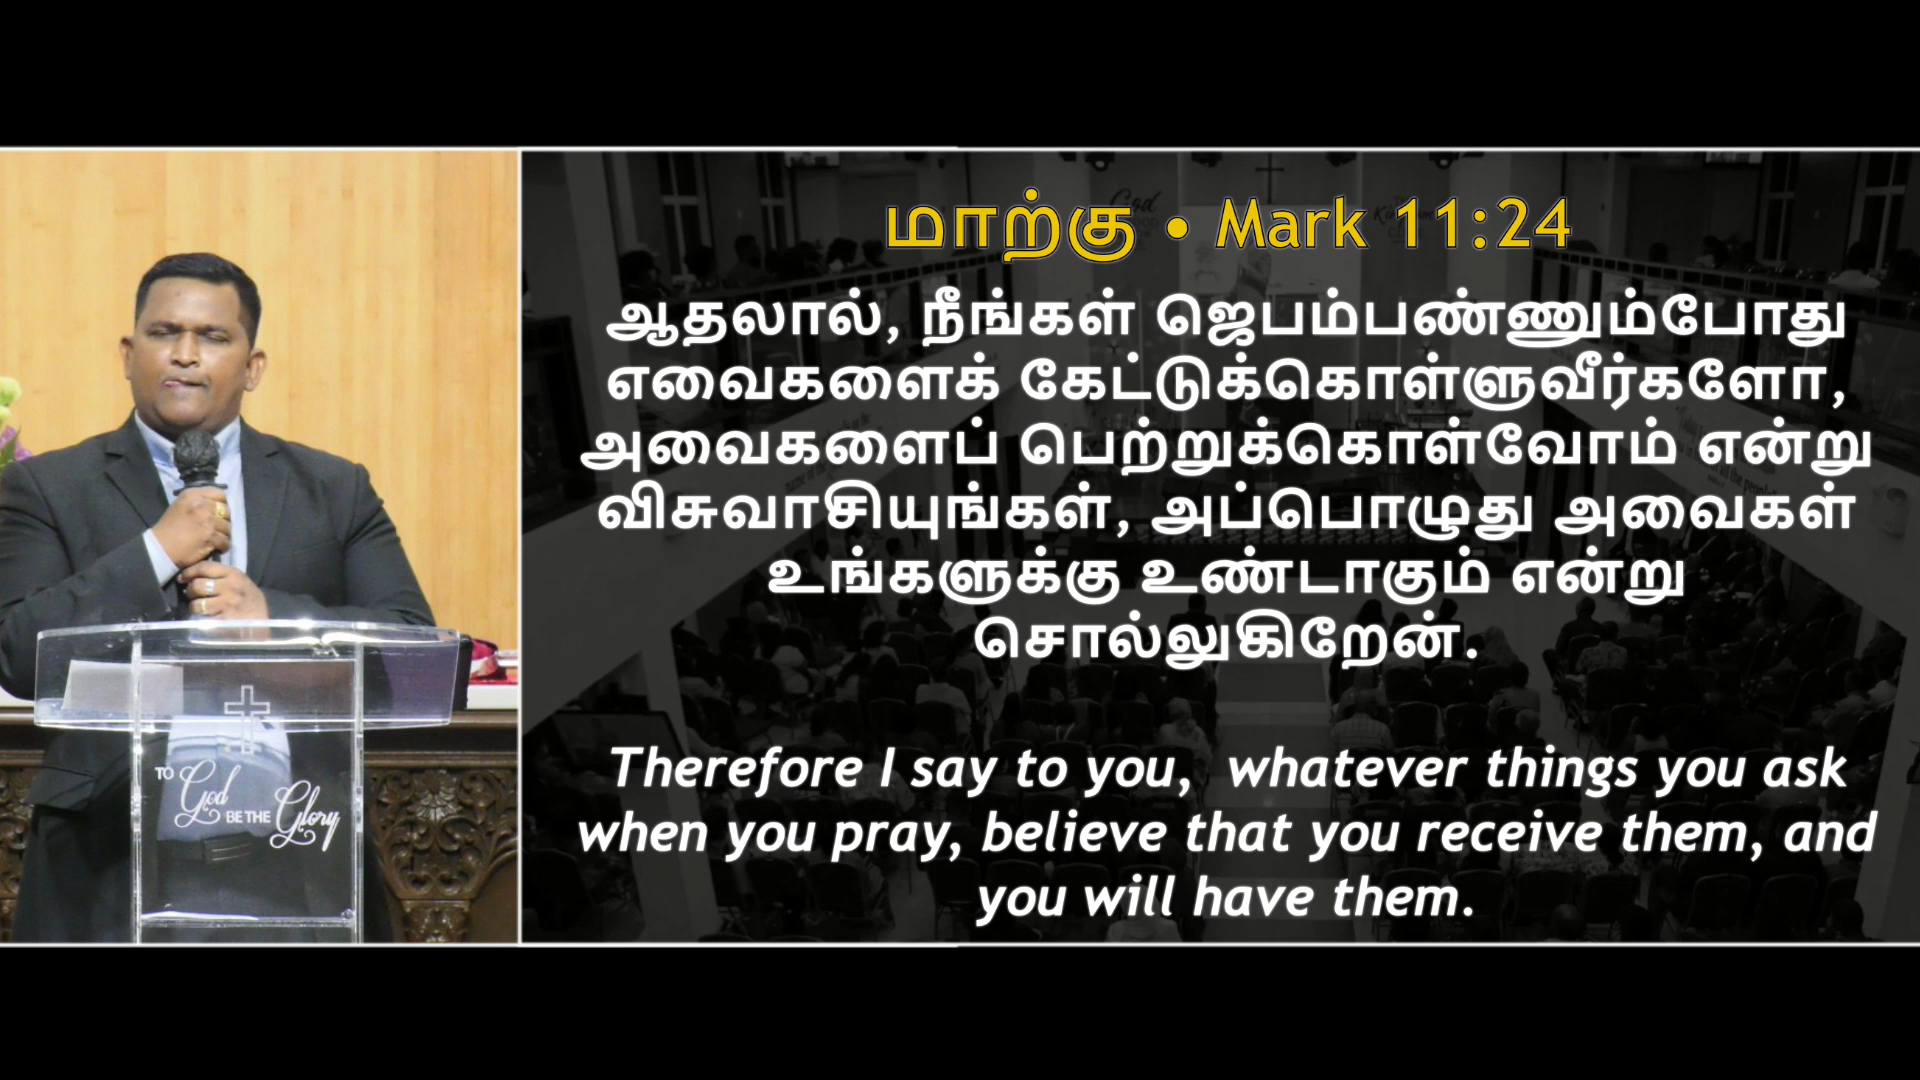 மாற்கு • Mark 11:24
ஆதலால், நீங்கள் ஜெபம்பண்ணும்போது
எவைகளைக் கேட்டுக்கொள்ளுவீர்களோ,
அவைகளைப் பெற்றுக்கொள்வோம் என்று
விசுவாசியுங்கள், அப்பொழுது அவைகள்
உங்களுக்கு உண்டாகும் என்று
சொல்லுகிறேன்.
Therefore I say to you, whatever things you ask
when you pray, believe that you receive them, and
you will have them.
TO God
BE THE Glory